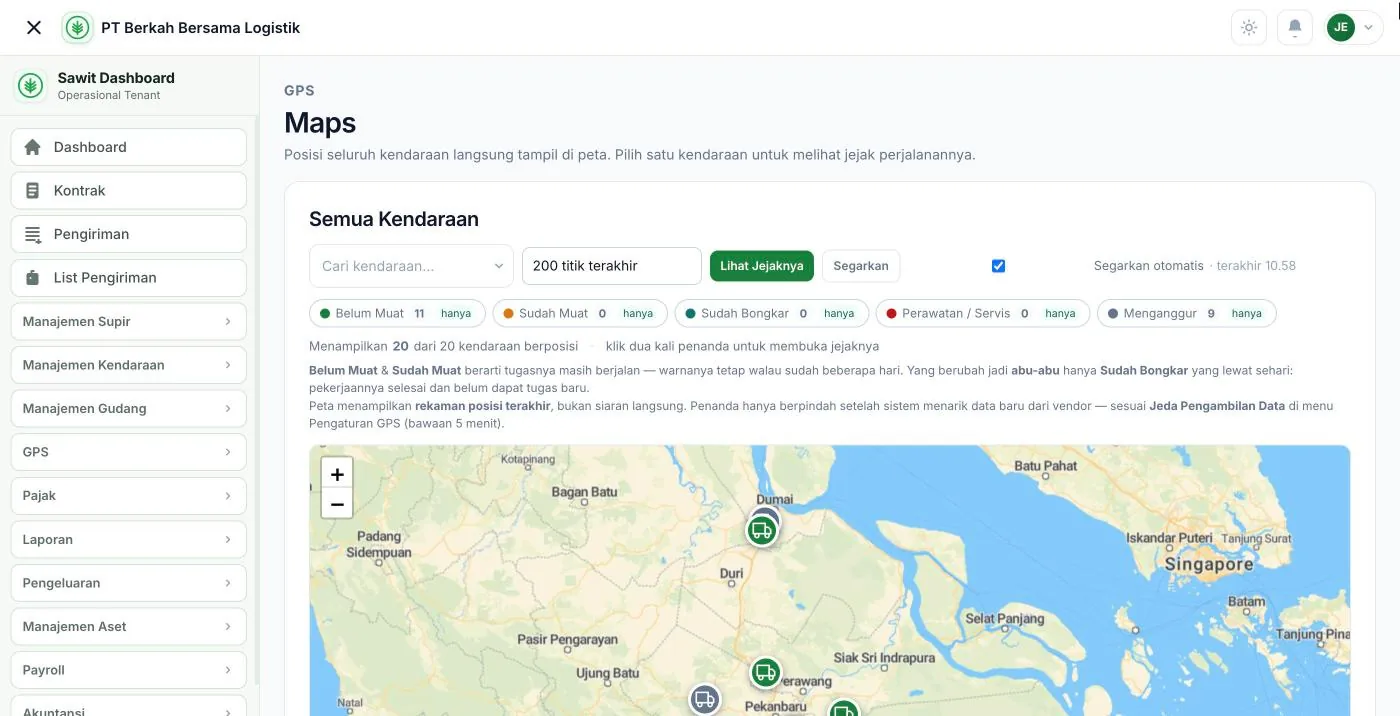 PT Berkah Bersama Logistik
JE
Sawit Dashboard
Operasional Tenant
Dashboard
Kontrak
Pengiriman
List Pengiriman
Manajemen Supir
Manajemen Kendaraan
Manajemen Gudang
GPS
Pajak
Laporan
Pengeluaran
Manajemen Aset
Payroll
Akuntansi
GPS
Maps
Posisi seluruh kendaraan langsung tampil di peta. Pilih satu kendaraan untuk melihat jejak perjalanannya.
Semua Kendaraan
Cari kendaraan...
200 titik terakhir
Lihat Jejaknya
Segarkan
Segarkan otomatis · terakhir 10.58
Belum Muat 11 hanya
Sudah Muat 0 hanya
Sudah Bongkar 0 hanya
Perawatan / Servis 0 hanya
Menganggur 9 hanya
Menampilkan 20 dari 20 kendaraan berposisi · klik dua kali penanda untuk membuka jejaknya
Belum Muat & Sudah Muat berarti tugasnya masih berjalan — warnanya tetap walau sudah beberapa hari. Yang berubah jadi abu-abu hanya Sudah Bongkar yang lewat sehari:
pekerjaannya selesai dan belum dapat tugas baru.
Peta menampilkan rekaman posisi terakhir, bukan siaran langsung. Penanda hanya berpindah setelah sistem menarik data baru dari vendor — sesuai Jeda Pengambilan Data di menu
Pengaturan GPS (bawaan 5 menit).
+
−
Kotapinang
Bagan Batu
Dumai
Batu Pahat
Padang
Sidempuan
Iskandar Puteri
Tanjung Surat
Singapore
Duri
Batam
Selat Panjang
Tanjung Pina
Pasir Pengarayan
Siak Sri Indrapura
Ujung Batu
erawang
Natal
Pekanbaru